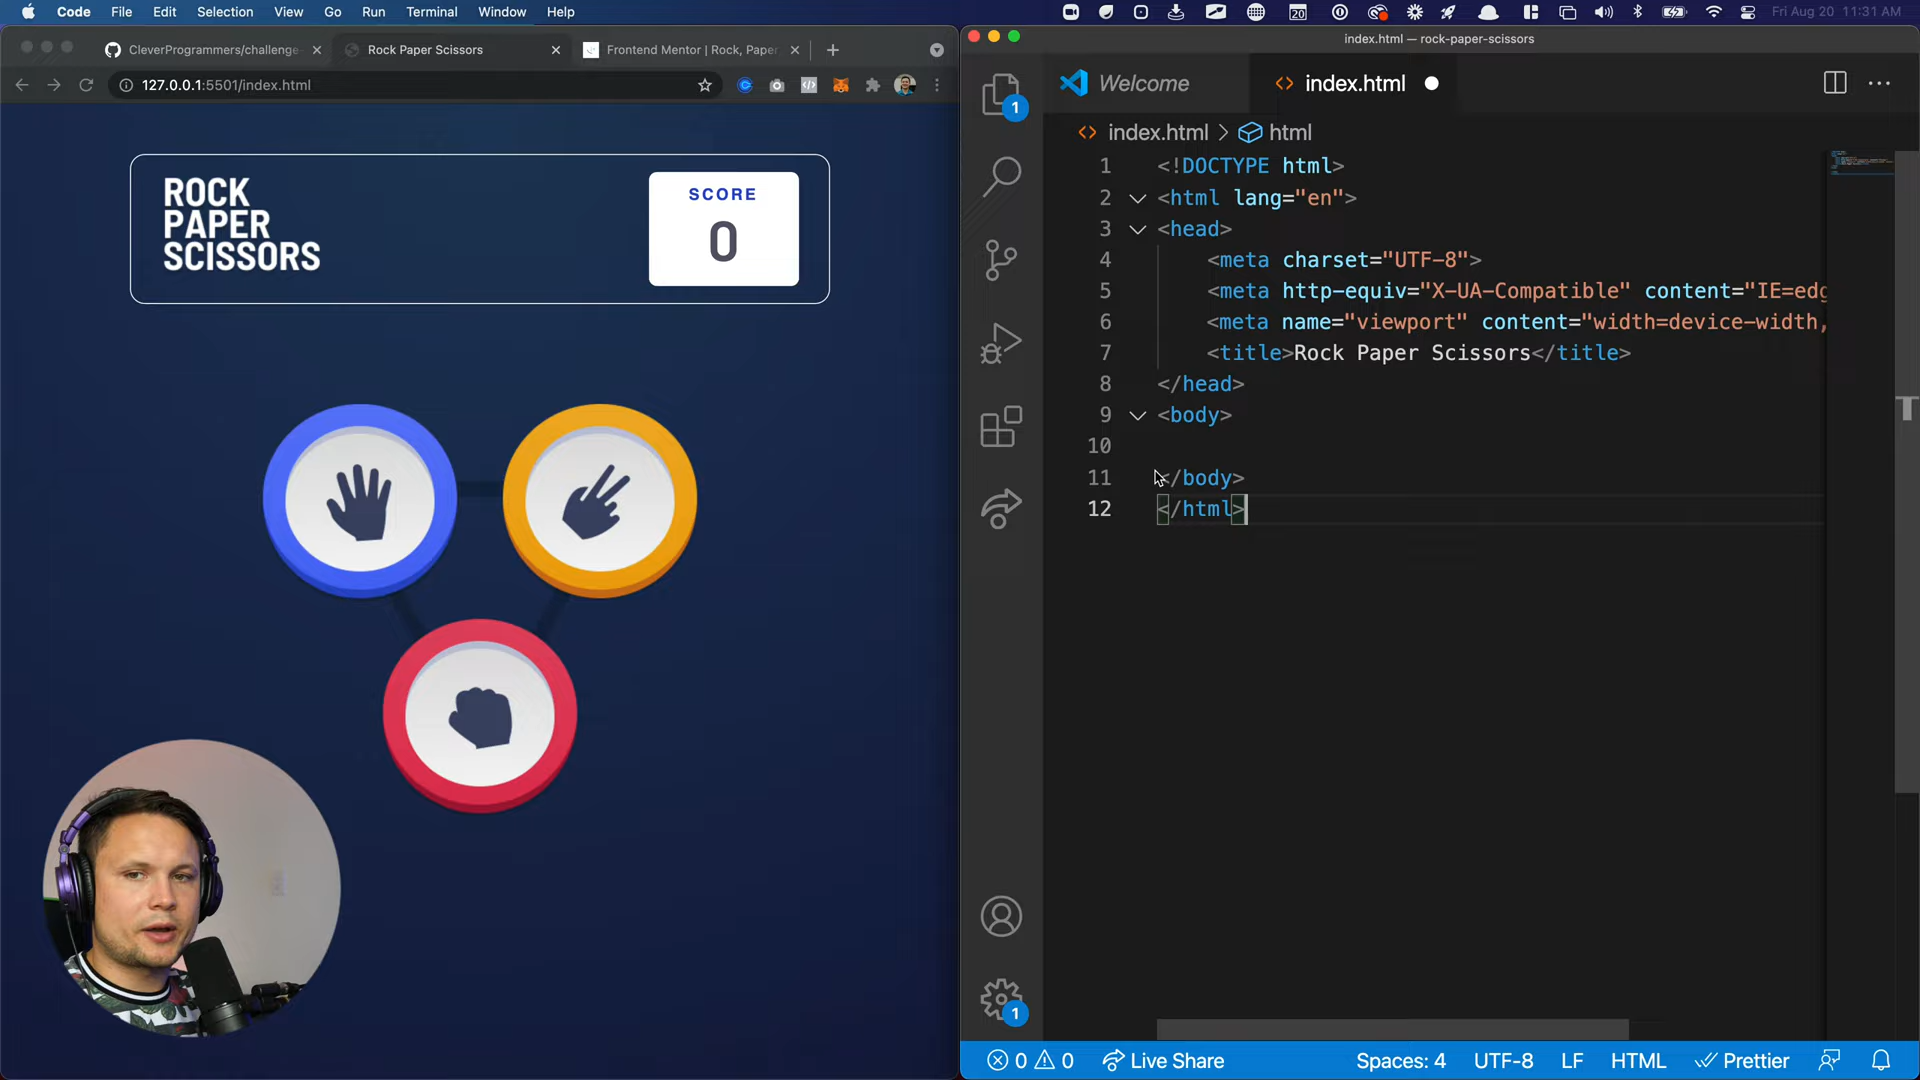 Code File Edit Selection View Go Run Terminal Window Help
20
Fri Aug 20 11:31 AM
CleverProgrammers/challenge-
Rock Paper Scissors
Frontend Mentor | Rock, Paper
127.0.0.1:5501/index.html
ROCK
PAPER
SCISSORS
SCORE
0
index.html — rock-paper-scissors
1
Welcome
index.html
index.html > html
1 <!DOCTYPE html>
2 <html lang="en">
3 <head>
4 <meta charset="UTF-8">
5 <meta http-equiv="X-UA-Compatible" content="IE=edg
6 <meta name="viewport" content="width=device-width,
7 <title>Rock Paper Scissors</title>
8 </head>
9 <body>
10
11 </body>
12 </html>
1
0 0 Live Share Spaces: 4 UTF-8 LF HTML Prettier